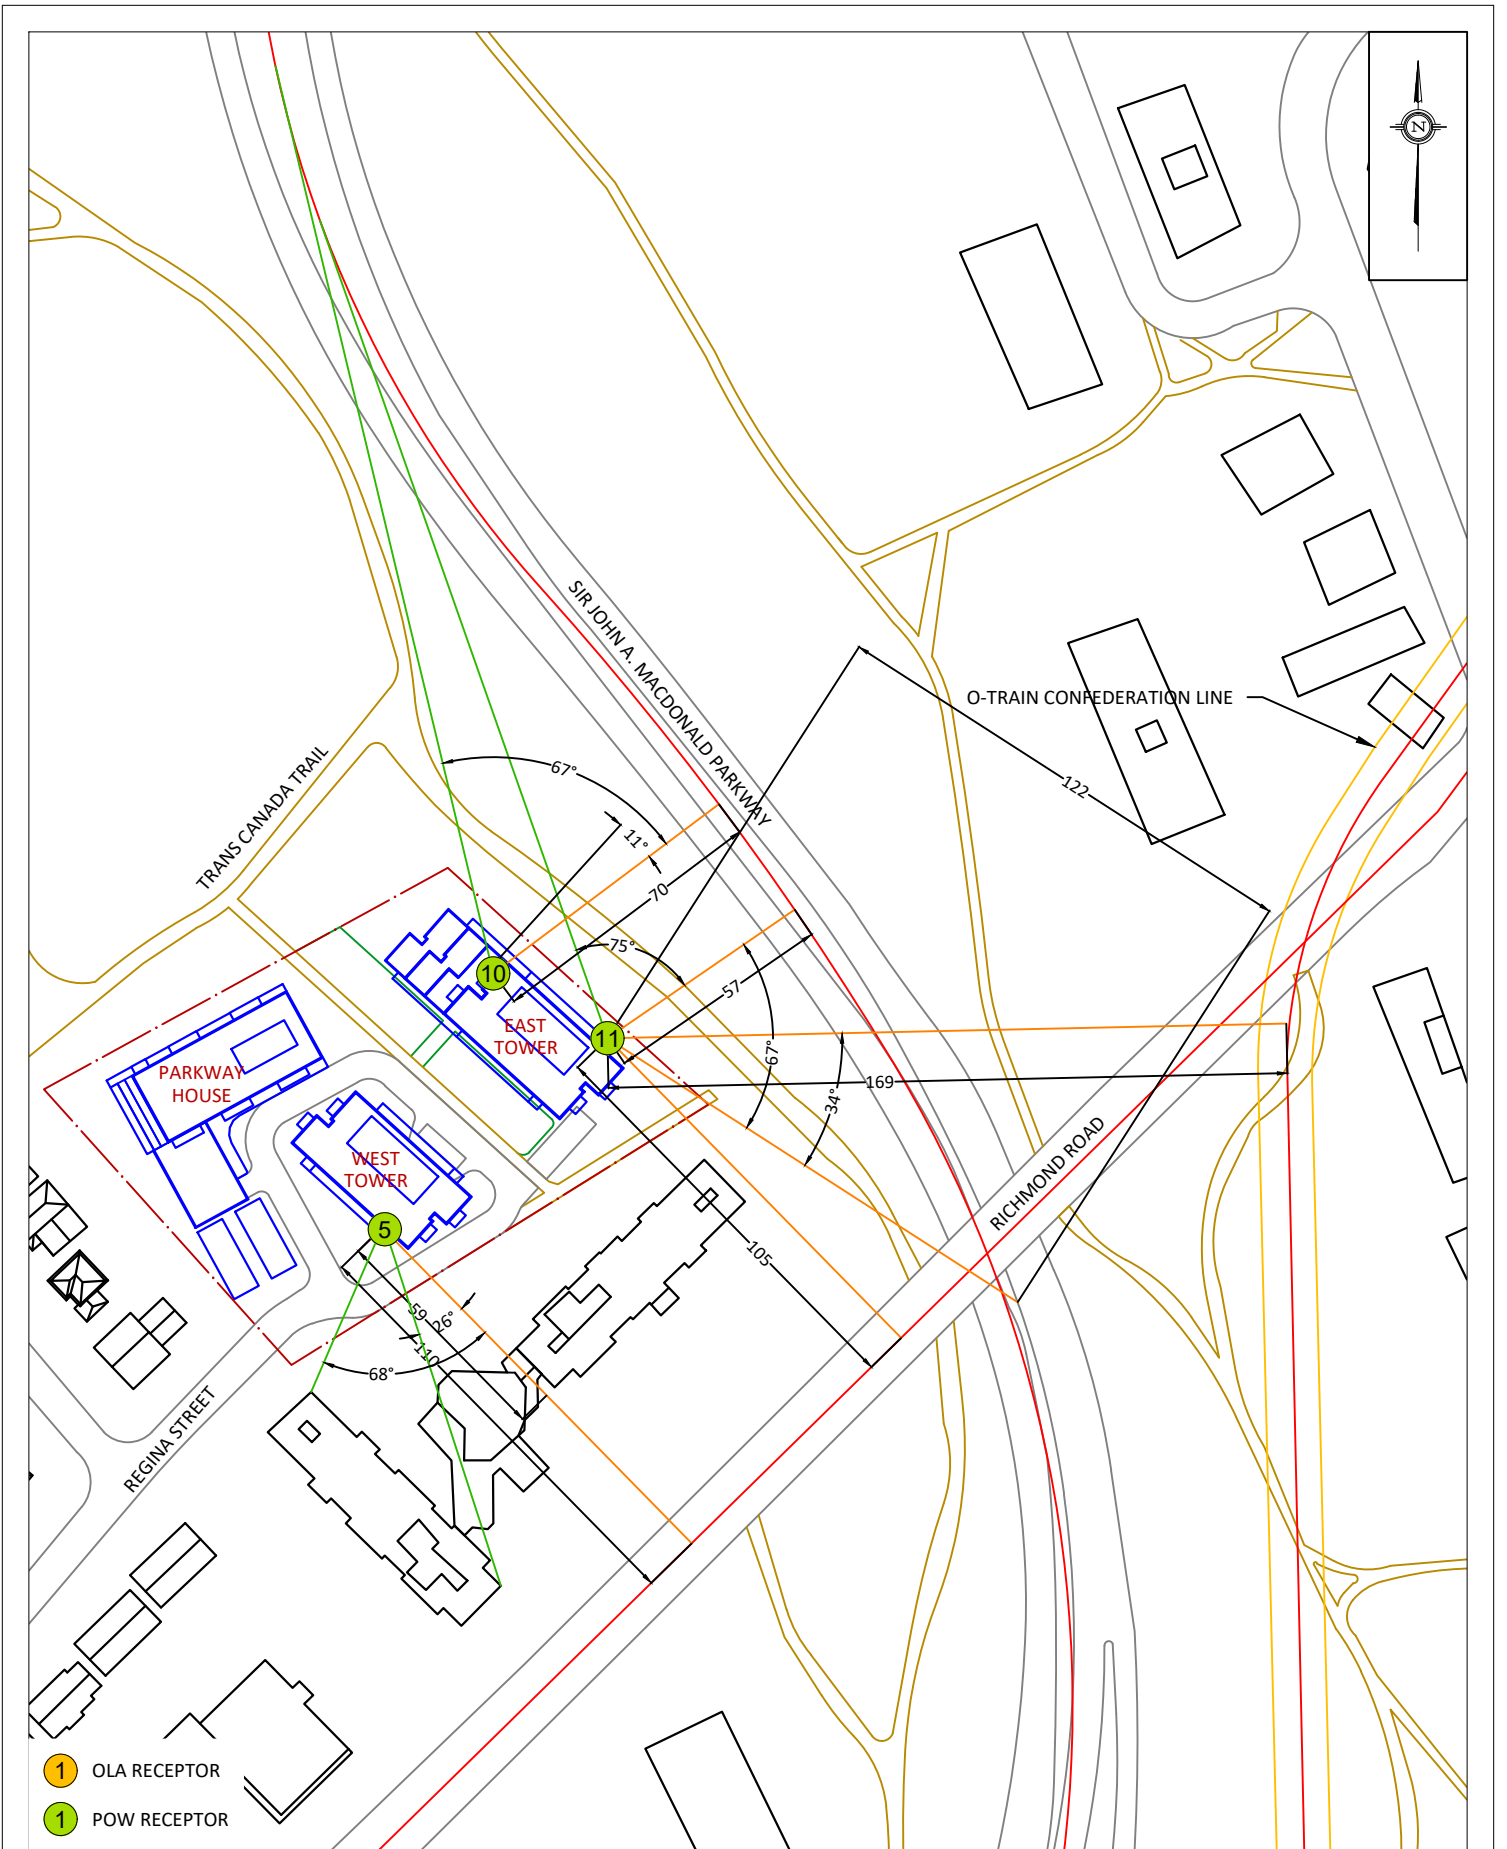 N
SIR JOHN A. MACDONALD PARKWAY
O-TRAIN CONFEDERATION LINE
122
TRANS CANADA TRAIL
67°
11°
70
75°
57
10
11
EAST
TOWER
67°
34°
169
PARKWAY
HOUSE
WEST
TOWER
5
RICHMOND ROAD
105
59
26°
110
68°
REGINA STREET
1 OLA RECEPTOR
1 POW RECEPTOR